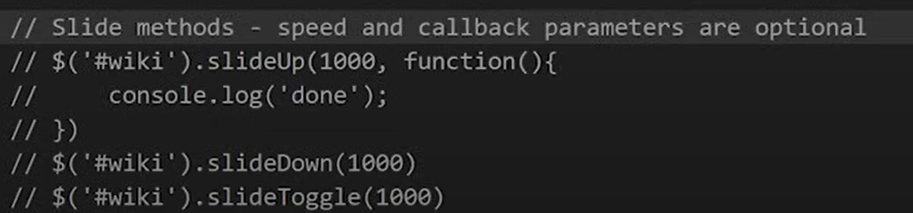 // Slide methods - speed and callback parameters are optional
// $('#wiki').slideUp(1000, function(){
//     console.log('done');
// })
// $('#wiki').slideDown(1000)
// $('#wiki').slideToggle(1000)